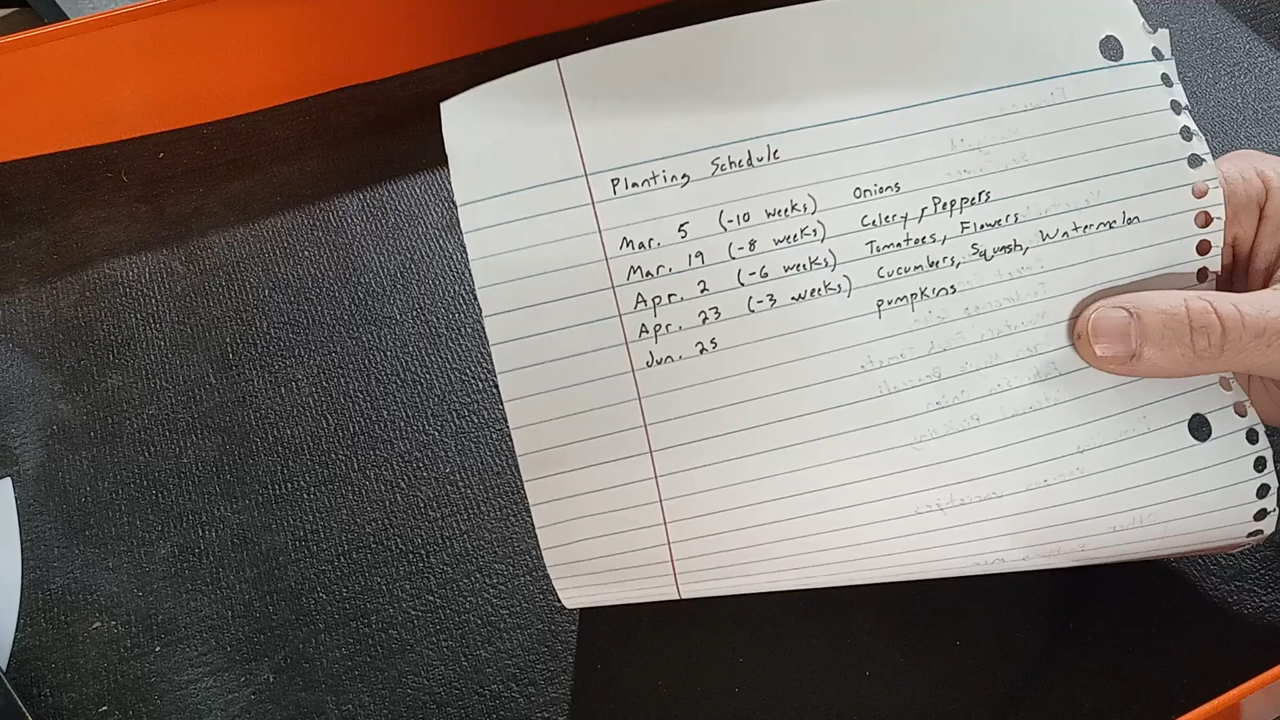 Planting Schedule
Mar. 5 (-10 weeks) Onions
Mar. 19 (-8 weeks) Celery, Peppers
Apr. 2 (-6 weeks) Tomatoes, Flowers
Apr. 23 (-3 weeks) Cucumbers, Squash, Watermelon
Jun. 25 pumpkins